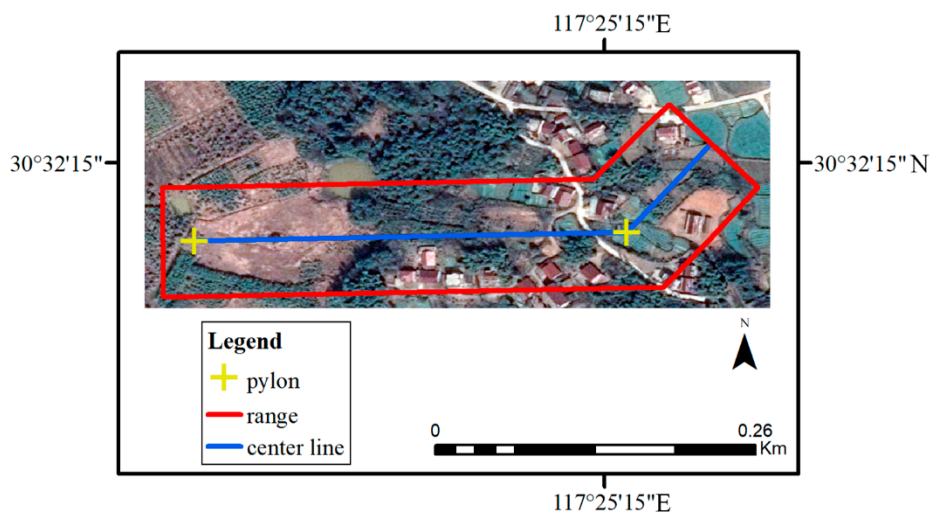 117°25'15"E
30°32'15"
30°32'15" N
N
Legend
pylon
range
center line
0 0.26
Km
117°25'15"E